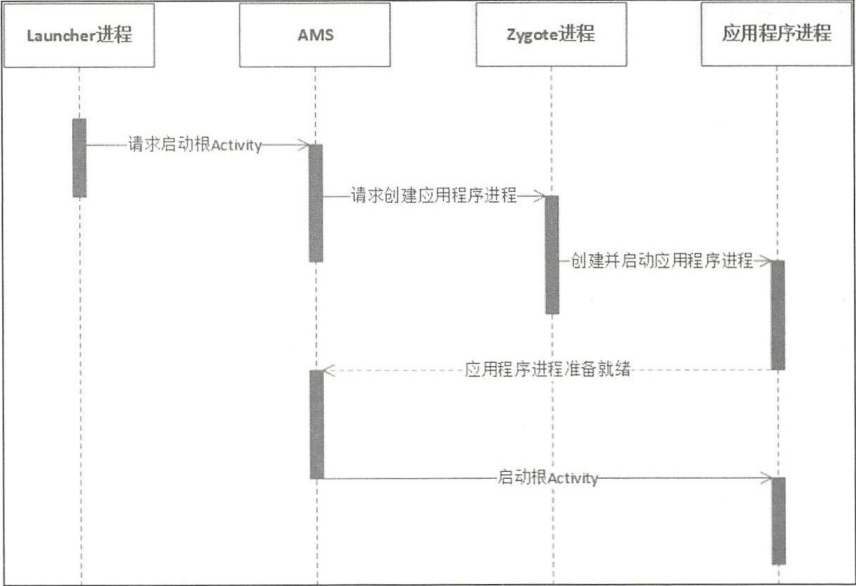 Launcher进程
AMS
Zygote进程
应用程序进程
请求启动根Activity
请求创建应用程序进程
创建并启动应用程序进程
应用程序进程准备就绪
启动根Activity